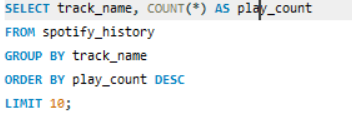 SELECT track_name, COUNT(*) AS play_count
FROM spotify_history
GROUP BY track_name
ORDER BY play_count DESC
LIMIT 10;